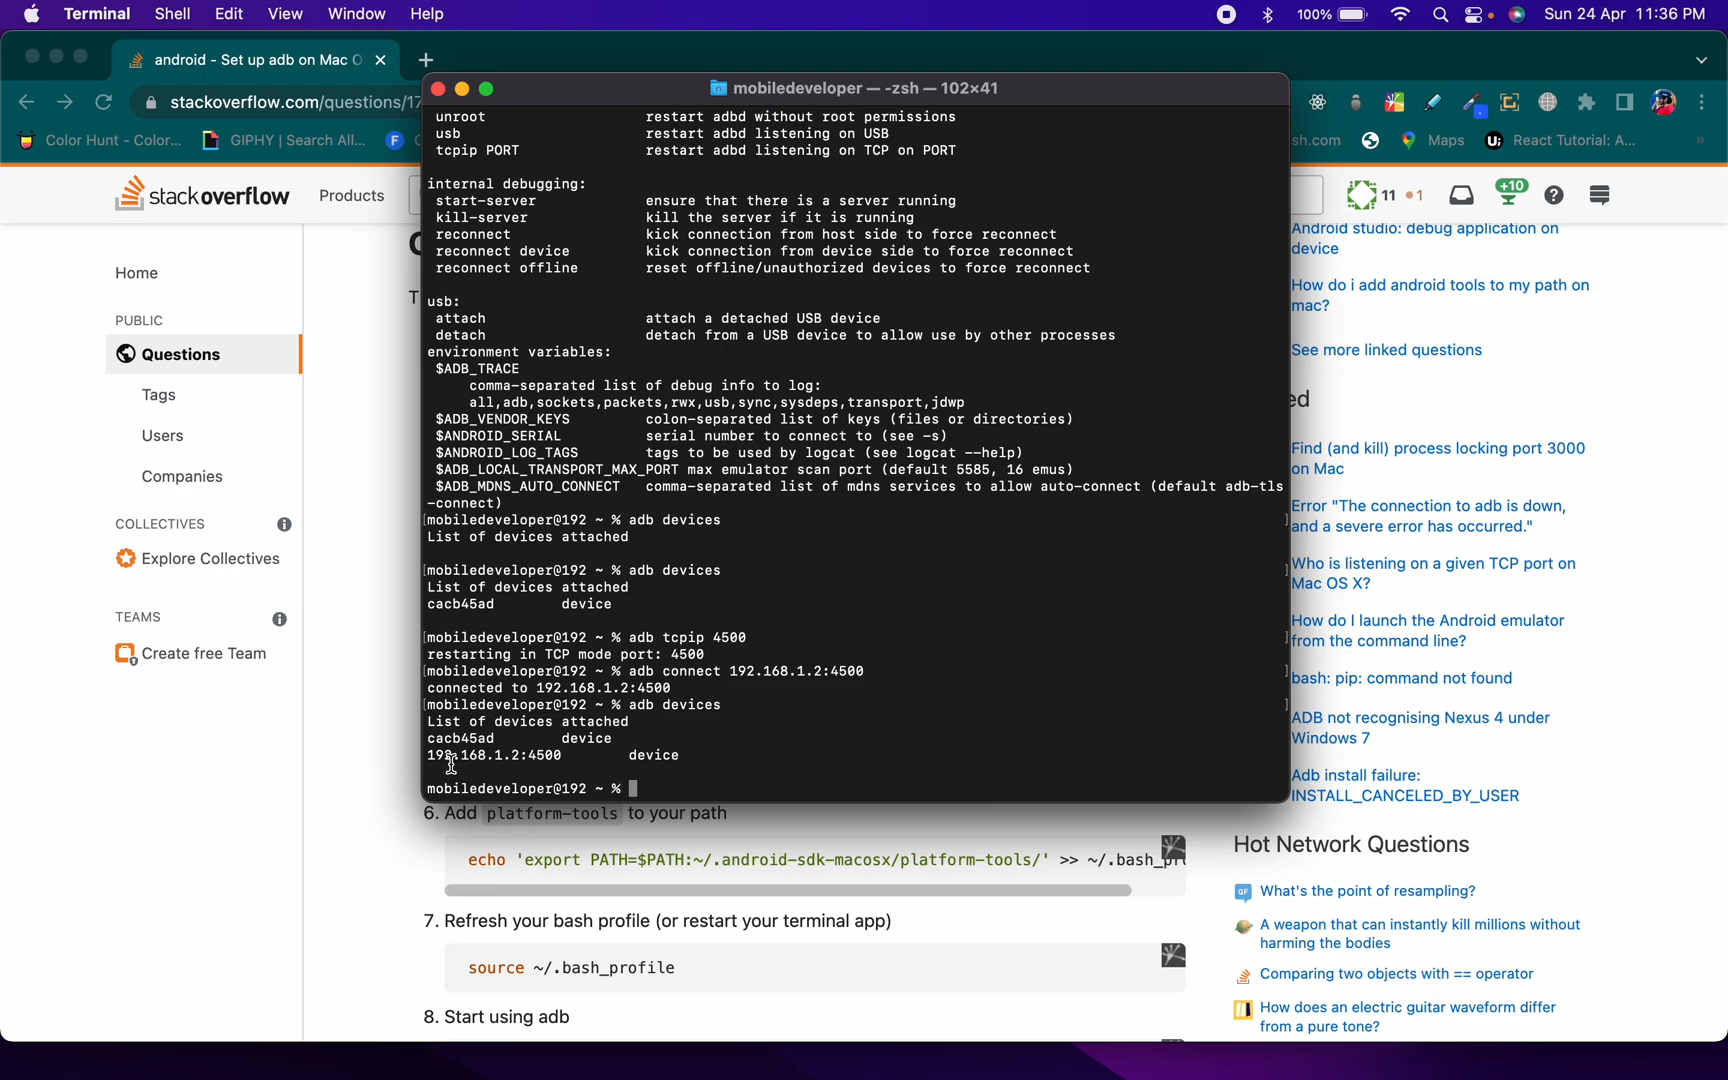 Terminal Shell Edit View Window Help 100% Sun 24 Apr 11:36 PM
android - Set up adb on Mac O
stackoverflow.com/questions/17
Color Hunt - Color... GIPHY | Search All... sh.com Maps React Tutorial: A... »
mobiledeveloper — -zsh — 102×41
stackoverflow Products 11 • 1 +10
Home
PUBLIC
Questions
Tags
Users
Companies
COLLECTIVES
Explore Collectives
TEAMS
Create free Team
unroot restart adbd without root permissions
usb restart adbd listening on USB
tcpip PORT restart adbd listening on TCP on PORT
internal debugging:
start-server ensure that there is a server running
kill-server kill the server if it is running
reconnect kick connection from host side to force reconnect
reconnect device kick connection from device side to force reconnect
reconnect offline reset offline/unauthorized devices to force reconnect
usb:
attach attach a detached USB device
detach detach from a USB device to allow use by other processes
environment variables:
$ADB_TRACE
comma-separated list of debug info to log:
all,adb,sockets,packets,rwx,usb,sync,sysdeps,transport,jdwp
$ADB_VENDOR_KEYS colon-separated list of keys (files or directories)
$ANDROID_SERIAL serial number to connect to (see -s)
$ANDROID_LOG_TAGS tags to be used by logcat (see logcat --help)
$ADB_LOCAL_TRANSPORT_MAX_PORT max emulator scan port (default 5585, 16 emus)
$ADB_MDNS_AUTO_CONNECT comma-separated list of mdns services to allow auto-connect (default adb-tls
-connect)
[mobiledeveloper@192 ~ % adb devices ]
List of devices attached
[mobiledeveloper@192 ~ % adb devices ]
List of devices attached
cacb45ad device
[mobiledeveloper@192 ~ % adb tcpip 4500 ]
restarting in TCP mode port: 4500
[mobiledeveloper@192 ~ % adb connect 192.168.1.2:4500 ]
connected to 192.168.1.2:4500
[mobiledeveloper@192 ~ % adb devices ]
List of devices attached
cacb45ad device
192.168.1.2:4500 device
mobiledeveloper@192 ~ %
6. Add platform-tools to your path
echo 'export PATH=$PATH:~/.android-sdk-macosx/platform-tools/' >> ~/.bash_pro
7. Refresh your bash profile (or restart your terminal app)
source ~/.bash_profile
8. Start using adb
Android studio: debug application on
device
How do i add android tools to my path on
mac?
See more linked questions
ed
Find (and kill) process locking port 3000
on Mac
Error "The connection to adb is down,
and a severe error has occurred."
Who is listening on a given TCP port on
Mac OS X?
How do I launch the Android emulator
from the command line?
bash: pip: command not found
ADB not recognising Nexus 4 under
Windows 7
Adb install failure:
INSTALL_CANCELED_BY_USER
Hot Network Questions
What's the point of resampling?
A weapon that can instantly kill millions without
harming the bodies
Comparing two objects with == operator
How does an electric guitar waveform differ
from a pure tone?